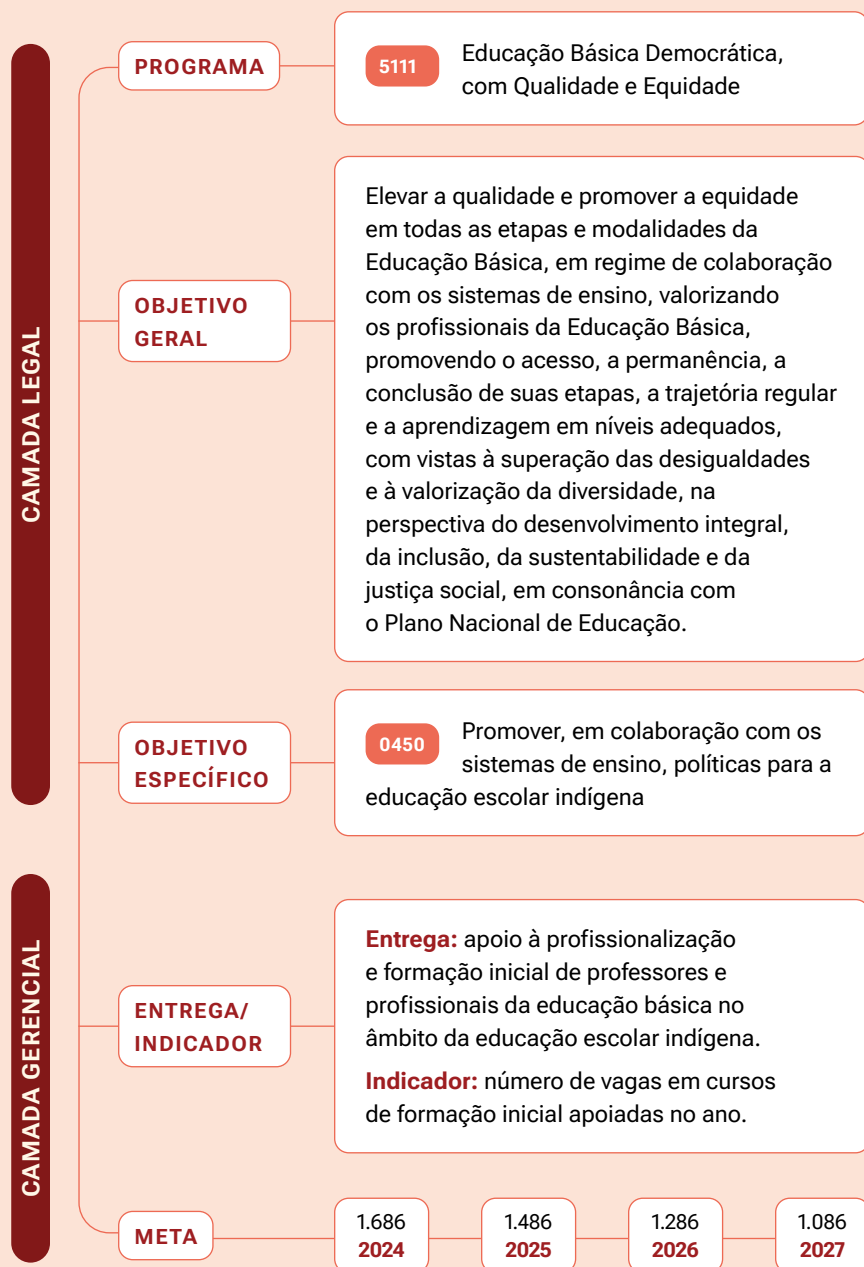 CAMADA LEGAL
PROGRAMA
5111
Educação Básica Democrática,
com Qualidade e Equidade
OBJETIVO
GERAL
Elevar a qualidade e promover a equidade
em todas as etapas e modalidades da
Educação Básica, em regime de colaboração
com os sistemas de ensino, valorizando
os profissionais da Educação Básica,
promovendo o acesso, a permanência, a
conclusão de suas etapas, a trajetória regular
e a aprendizagem em níveis adequados,
com vistas à superação das desigualdades
e à valorização da diversidade, na
perspectiva do desenvolvimento integral,
da inclusão, da sustentabilidade e da
justiça social, em consonância com
o Plano Nacional de Educação.
OBJETIVO
ESPECÍFICO
0450
Promover, em colaboração com os
sistemas de ensino, políticas para a
educação escolar indígena
CAMADA GERENCIAL
ENTREGA/
INDICADOR
Entrega: apoio à profissionalização
e formação inicial de professores e
profissionais da educação básica no
âmbito da educação escolar indígena.
Indicador: número de vagas em cursos
de formação inicial apoiadas no ano.
META
1.686
2024
1.486
2025
1.286
2026
1.086
2027